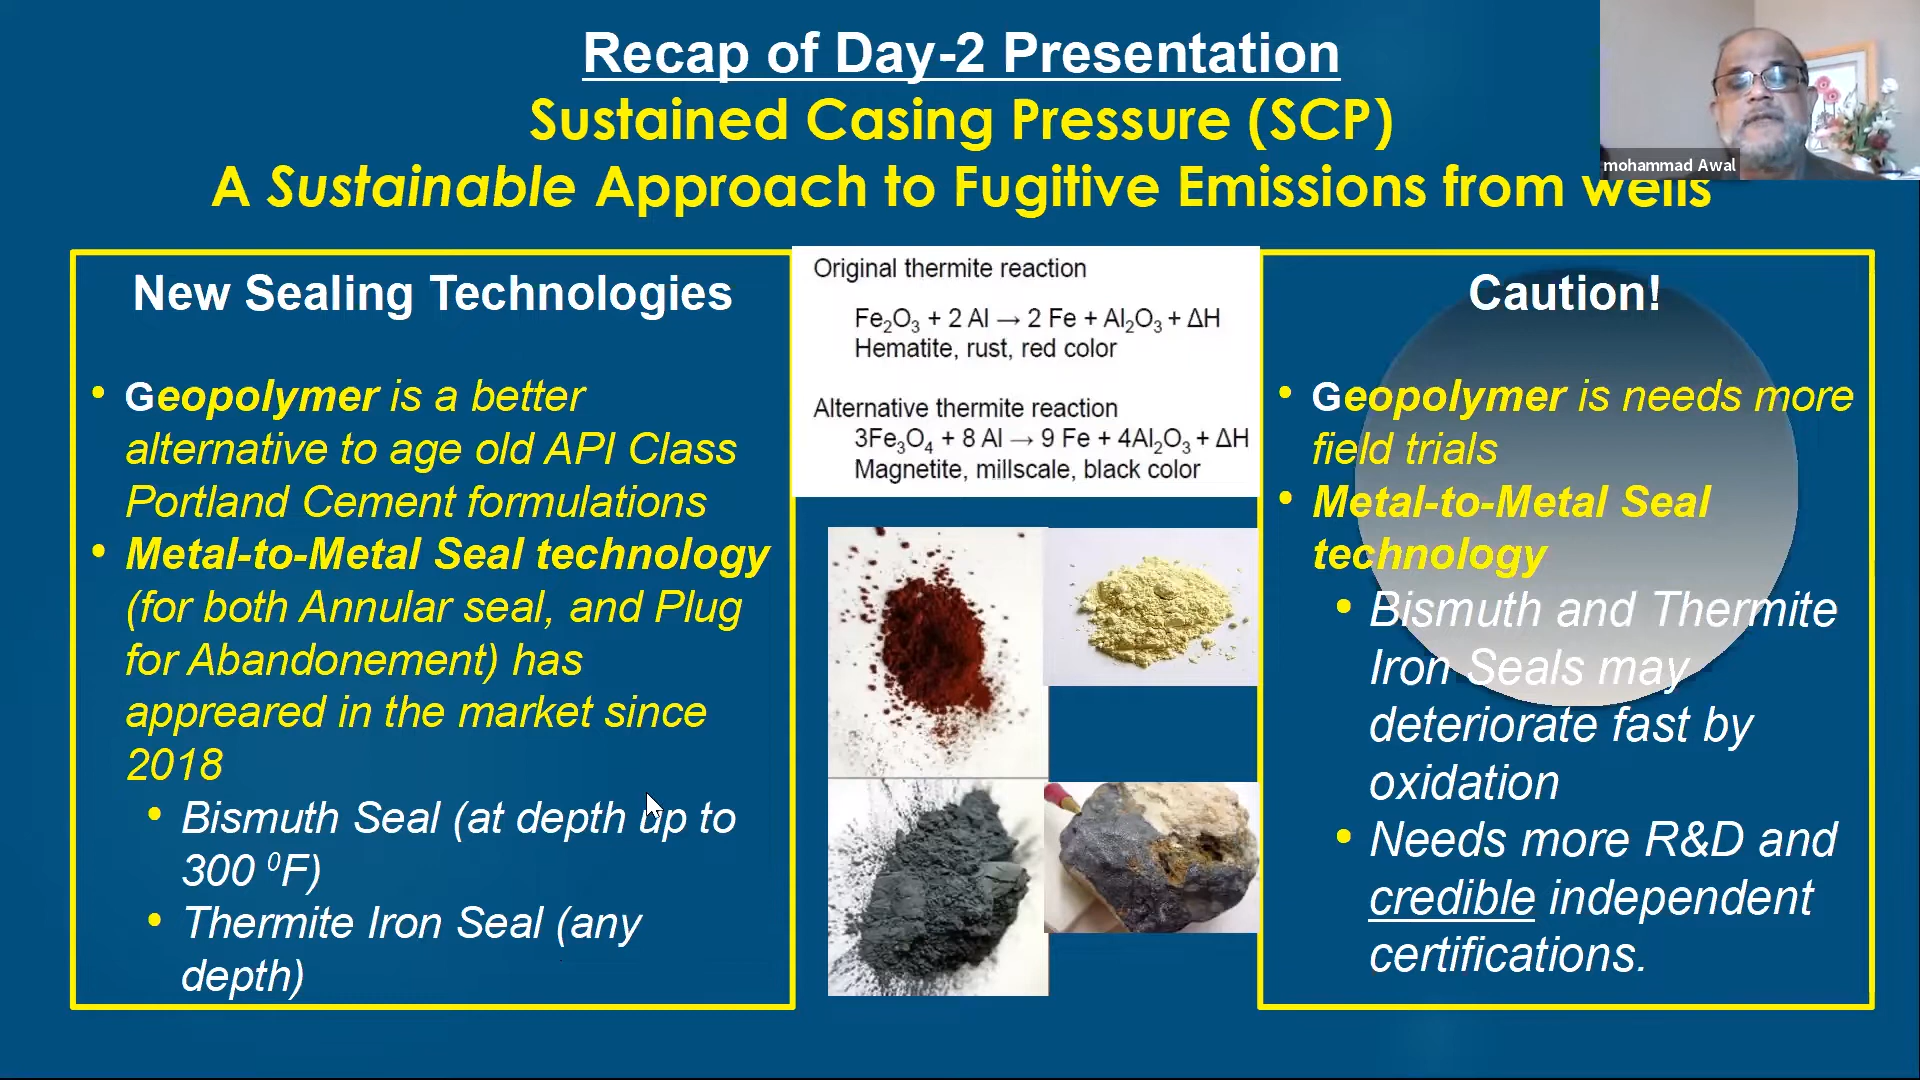 Recap of Day-2 Presentation
Sustained Casing Pressure (SCP)
A Sustainable Approach to Fugitive Emissions from wells
mohammad Awal
New Sealing Technologies
• Geopolymer is a better
alternative to age old API Class
Portland Cement formulations
• Metal-to-Metal Seal technology
(for both Annular seal, and Plug
for Abandonement) has
appreared in the market since
2018
• Bismuth Seal (at depth up to
300 ⁰F)
• Thermite Iron Seal (any
depth)
Original thermite reaction
Fe₂O₃ + 2 Al → 2 Fe + Al₂O₃ + ΔH
Hematite, rust, red color
Alternative thermite reaction
3Fe₃O₄ + 8 Al → 9 Fe + 4Al₂O₃ + ΔH
Magnetite, millscale, black color
Caution!
• Geopolymer is needs more
field trials
• Metal-to-Metal Seal
technology
• Bismuth and Thermite
Iron Seals may
deteriorate fast by
oxidation
• Needs more R&D and
credible independent
certifications.